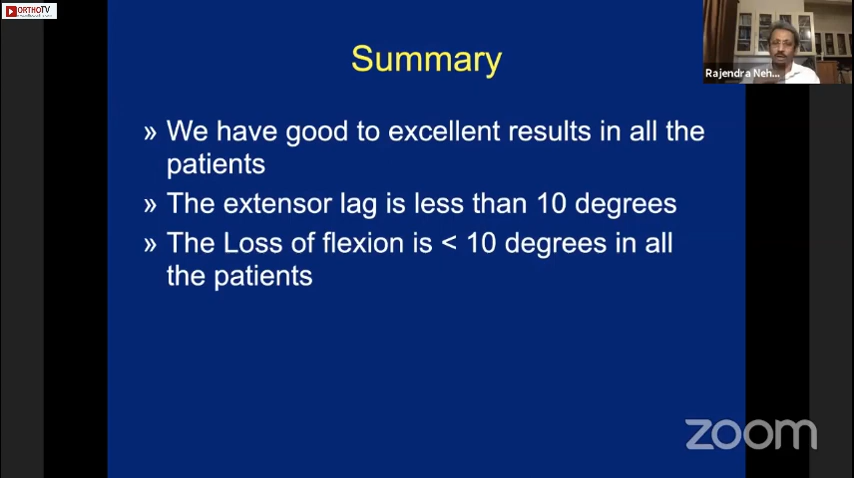 ORTHOTV
Summary
Rajendra Neh...
» We have good to excellent results in all the
patients
» The extensor lag is less than 10 degrees
» The Loss of flexion is < 10 degrees in all
the patients
zoom